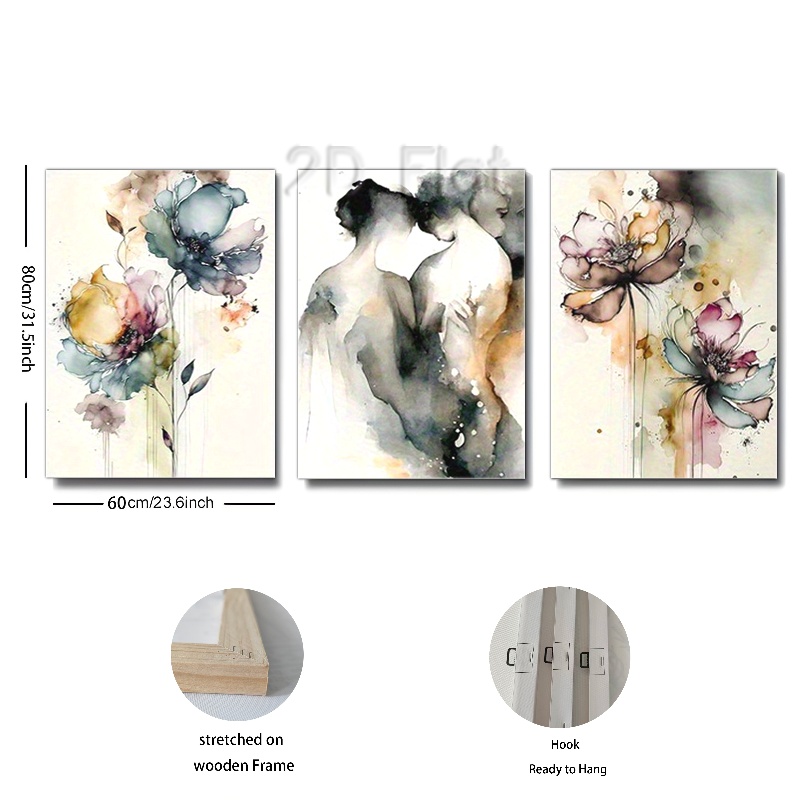 2D Flat
80cm/31.5inch
60cm/23.6inch
stretched on
wooden Frame
Hook
Ready to Hang